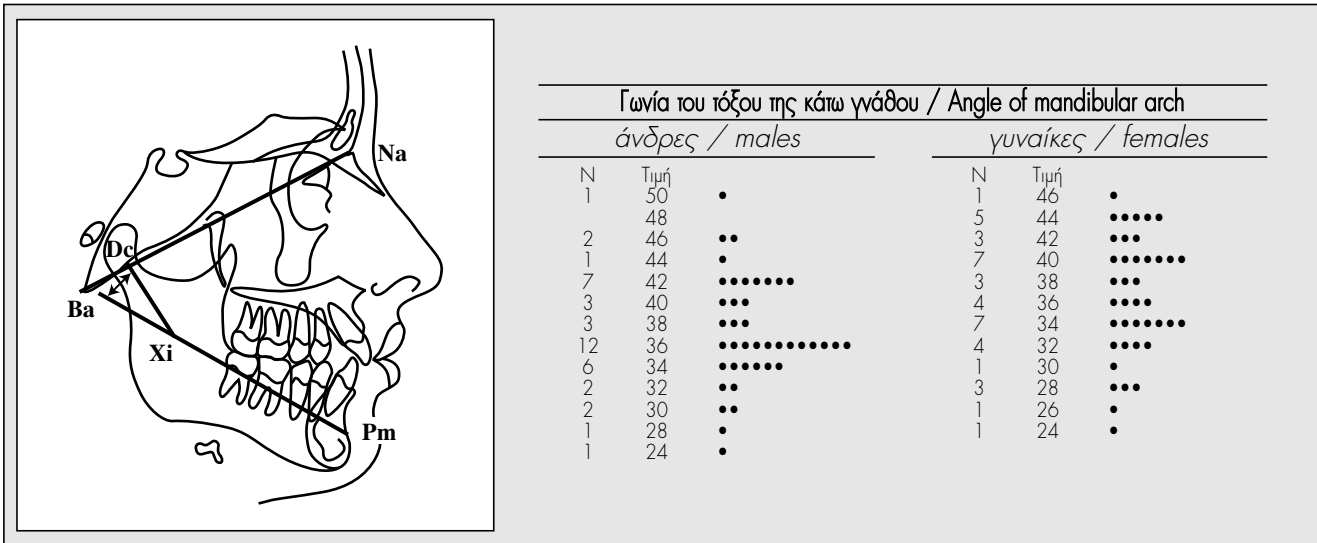 Na
Dc
Ba
Xi
Pm
Γωνία του τόξου της κάτω γνάθου / Angle of mandibular arch
άνδρες / males
N Τιμή
1 50 •
48
2 46 ••
1 44 •
7 42 •••••••
3 40 •••
3 38 •••
12 36 ••••••••••••
6 34 ••••••
2 32 ••
2 30 ••
1 28 •
1 24 •
γυναίκες / females
N Τιμή
1 46 •
5 44 •••••
3 42 •••
7 40 •••••••
3 38 •••
4 36 ••••
7 34 •••••••
4 32 ••••
1 30 •
3 28 •••
1 26 •
1 24 •